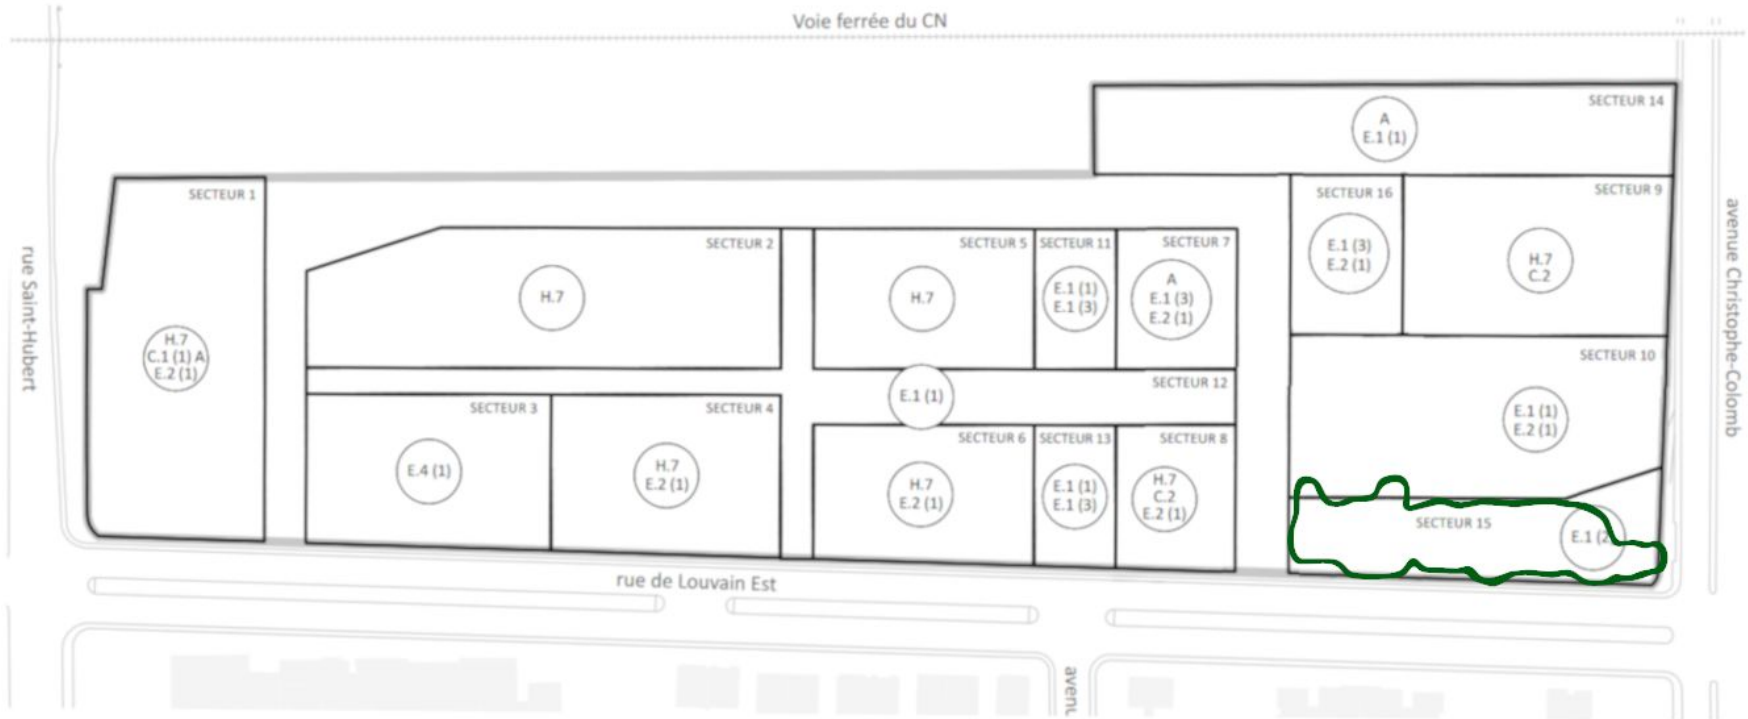 Voie ferrée du CN
SECTEUR 14
A
E.1 (1)
SECTEUR 1
H.7
C.1 (1) A
E.2 (1)
SECTEUR 2
H.7
SECTEUR 5
H.7
SECTEUR 11
E.1 (1)
E.1 (3)
SECTEUR 7
A
E.1 (3)
E.2 (1)
SECTEUR 16
E.1 (3)
E.2 (1)
SECTEUR 9
H.7
C.2
SECTEUR 10
E.1 (1)
E.2 (1)
SECTEUR 12
E.1 (1)
SECTEUR 3
E.4 (1)
SECTEUR 4
H.7
E.2 (1)
SECTEUR 6
H.7
E.2 (1)
SECTEUR 13
E.1 (1)
E.1 (3)
SECTEUR 8
H.7
C.2
E.2 (1)
SECTEUR 15
E.1 (2
rue Saint-Hubert
avenue Christophe-Colomb
rue de Louvain Est
avenu